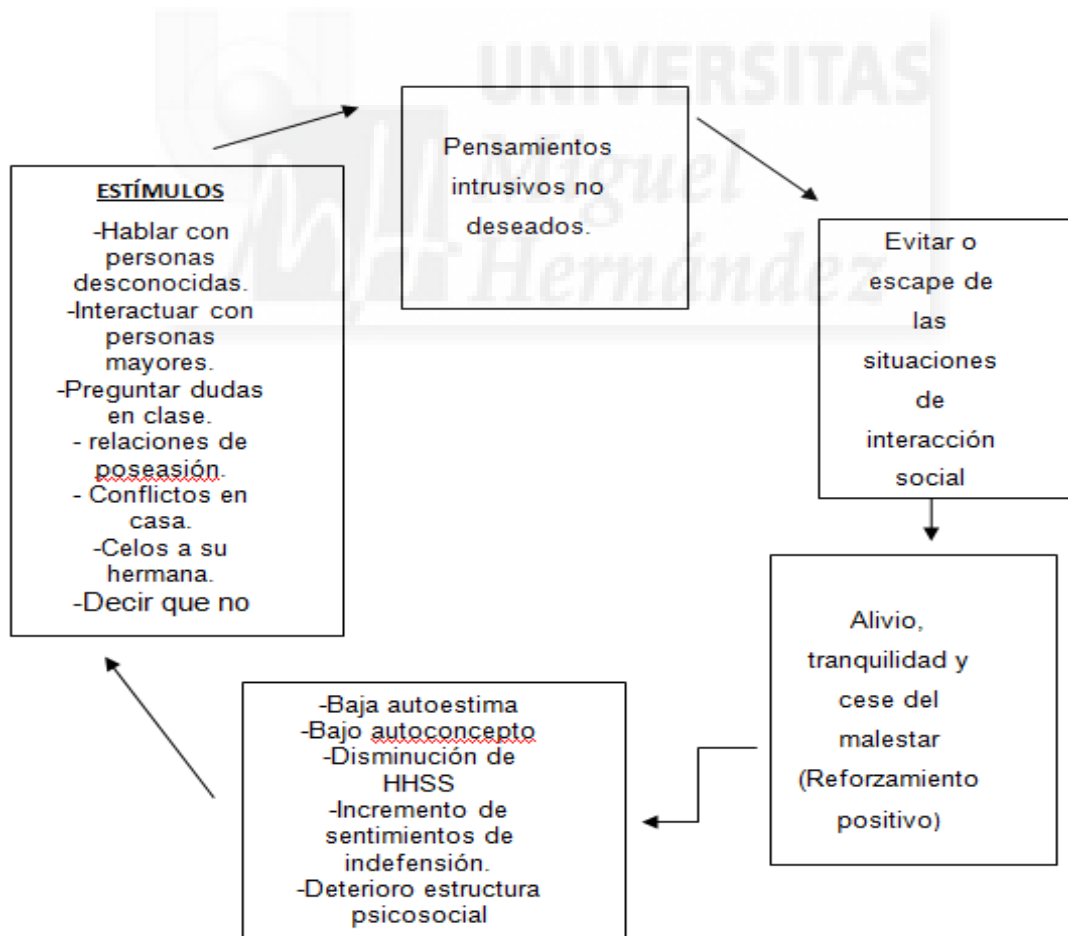 UNIVERSITAS
Miguel
Hernández
Pensamientos
intrusivos no
deseados.
ESTÍMULOS
-Hablar con
personas
desconocidas.
-Interactuar con
personas
mayores.
-Preguntar dudas
en clase.
- relaciones de
poseasión.
- Conflictos en
casa.
-Celos a su
hermana.
-Decir que no
Evitar o
escape de
las
situaciones
de
interacción
social
Alivio,
tranquilidad y
cese del
malestar
(Reforzamiento
positivo)
-Baja autoestima
-Bajo autoconcepto
-Disminución de
HHSS
-Incremento de
sentimientos de
indefensión.
-Deterioro estructura
psicosocial